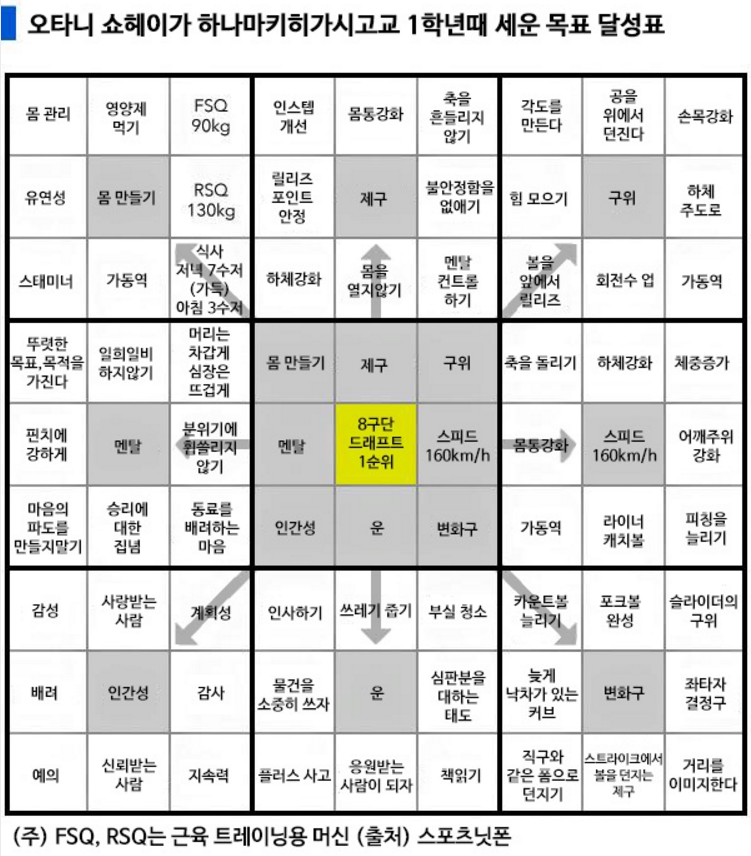 오타니 쇼헤이가 하나마키히가시고교 1학년때 세운 목표 달성표
몸 관리
영양제
먹기
FSQ
90kg
인스텝
개선
몸통강화
축을
흔들리지
않기
각도를
만든다
공을
위에서
던진다
손목강화
유연성
몸 만들기
RSQ
130kg
릴리즈
포인트
안정
제구
불안정함을
없애기
힘 모으기
구위
하체
주도로
스태미너
가동역
식사
저녁 7수저
(가득)
아침 3수저
하체강화
몸을
열지않기
멘탈
컨트롤
하기
볼을
앞에서
릴리즈
회전수 업
가동역
뚜렷한
목표,목적을
가진다
일희일비
하지않기
머리는
차갑게
심장은
뜨겁게
몸 만들기
제구
구위
축을 돌리기
하체강화
체중증가
핀치에
강하게
멘탈
분위기에
휩쓸리지
않기
멘탈
8구단
드래프트
1순위
스피드
160km/h
몸통강화
스피드
160km/h
어깨주위
강화
마음의
파도를
만들지말기
승리에
대한
집념
동료를
배려하는
마음
인간성
운
변화구
가동역
라이너
캐치볼
피칭을
늘리기
감성
사랑받는
사람
계획성
인사하기
쓰레기 줍기
부실 청소
카운트볼
늘리기
포크볼
완성
슬라이더의
구위
배려
인간성
감사
물건을
소중히 쓰자
운
심판분을
대하는
태도
늦게
낙차가 있는
커브
변화구
좌타자
결정구
예의
신뢰받는
사람
지속력
플러스 사고
응원받는
사람이 되자
책읽기
직구와
같은 폼으로
던지기
스트라이크에서
볼을 던지는
제구
거리를
이미지한다
(주) FSQ, RSQ는 근육 트레이닝용 머신 (출처) 스포츠닛폰